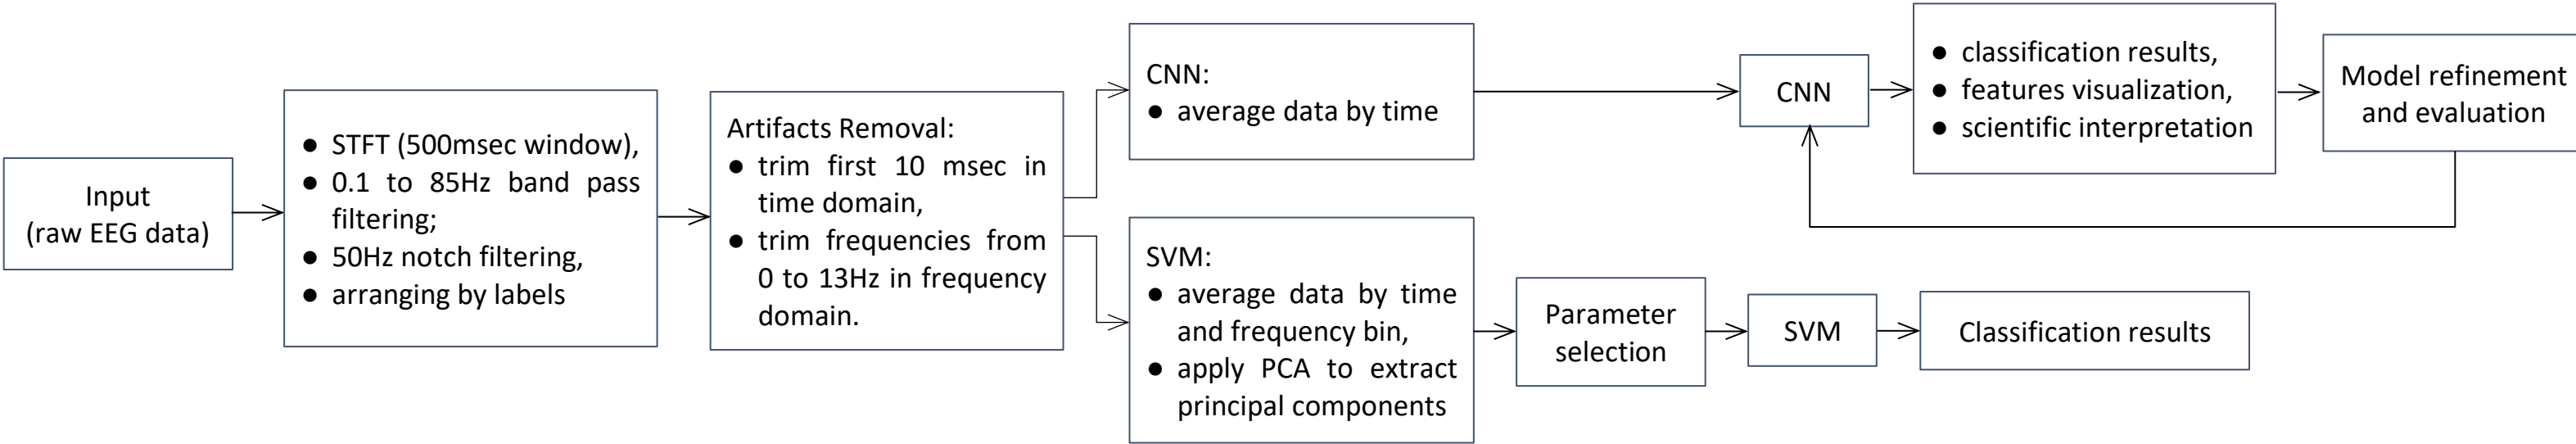 Input
(raw EEG data)
● STFT (500msec window),
● 0.1 to 85Hz band pass
filtering;
● 50Hz notch filtering,
● arranging by labels
Artifacts Removal:
● trim first 10 msec in
time domain,
● trim frequencies from
0 to 13Hz in frequency
domain.
CNN:
● average data by time
CNN
● classification results,
● features visualization,
● scientific interpretation
Model refinement
and evaluation
SVM:
● average data by time
and frequency bin,
● apply PCA to extract
principal components
Parameter
selection
SVM
Classification results